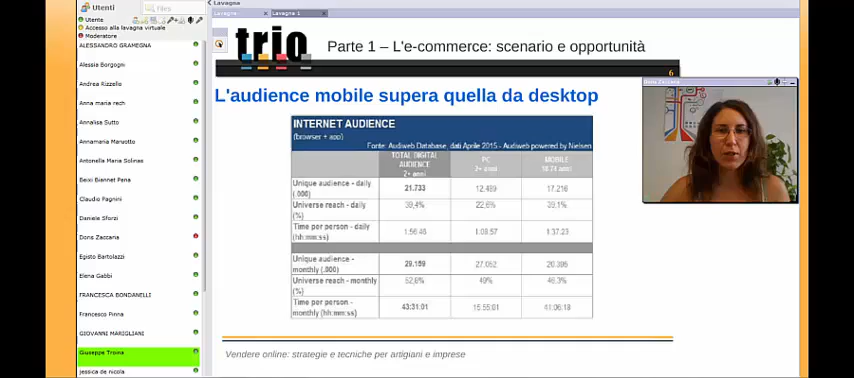 Lavagna
Utenti
Files
Lavagna
Lavagna 1
Utente
Accesso alla lavagna virtuale
Moderatore
ALESSANDRO GRAMEGNA
Alessia Borgogni
Andrea Rizzello
Anna maria rech
Annalisa Sutto
Annamaria Manotto
Antonella Maria Solinas
Bexxi Biannet Pena
Claudio Pagnini
Daniele Sforzi
Doris Zaccaria
Egisto Bartolozzi
Elena Gabbi
FRANCESCA BONDANELLI
Francesco Pinna
GIOVANNI MARIGLIANI
Giuseppe Troina
jessica de nicola
trio
Parte 1 – L'e-commerce: scenario e opportunità
6
L'audience mobile supera quella da desktop
INTERNET AUDIENCE
(browser + app)
Fonte: Audiweb Database, dati Aprile 2015 - Audiweb powered by Nielsen
TOTAL DIGITAL AUDIENCE 2+ anni
PC 2+ anni
MOBILE 18-74 anni
Unique audience - daily (.000) 21.733 12.489 17.216
Universe reach - daily (%) 39,4% 22,6% 39,1%
Time per person - daily (hh:mm:ss) 1:56:46 1:08:57 1:37:23
Unique audience - monthly (.000) 29.159 27.052 20.395
Universe reach - monthly (%) 52,8% 49% 46,3%
Time per person - monthly (hh:mm:ss) 43:31:01 15:55:01 41:06:18
Vendere online: strategie e tecniche per artigiani e imprese